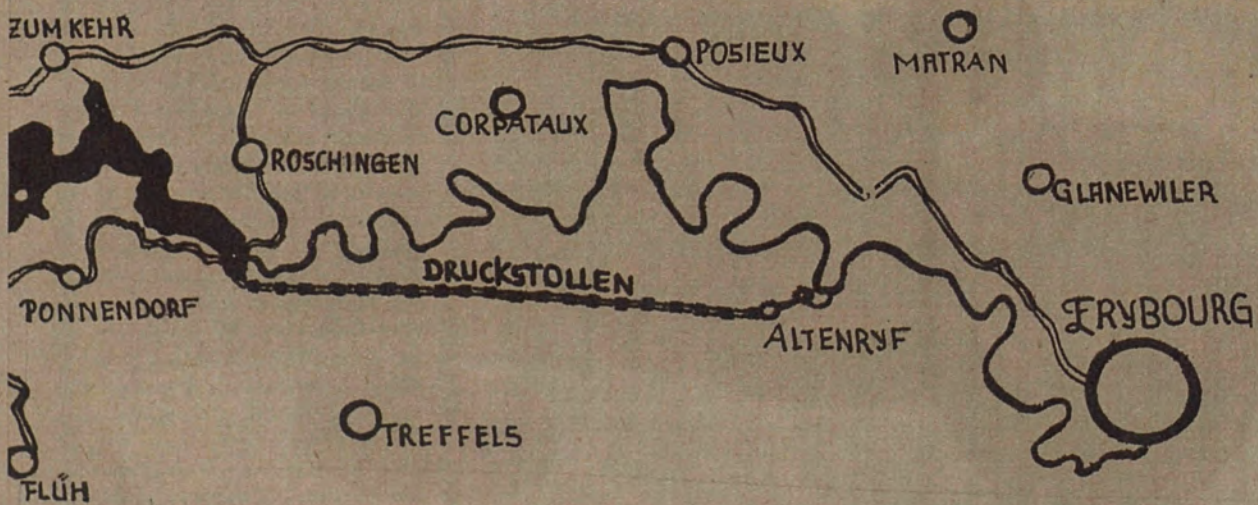 ZUM KEHR
POSIEUX
MATRAN
CORPATAUX
ROSCHINGEN
GLANEWILER
DRUCKSTOLLEN
PONNENDORF
ALTENRYF
FRYBOURG
TREFFELS
FLÜH